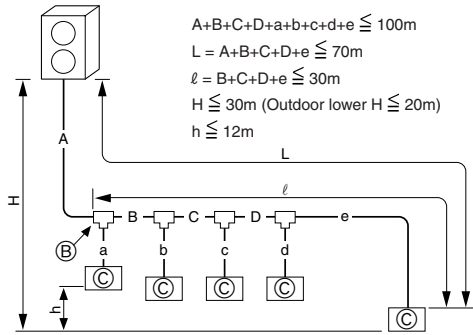 A+B+C+D+a+b+c+d+e ≦ 100m
L = A+B+C+D+e ≦ 70m
ℓ = B+C+D+e ≦ 30m
H ≦ 30m (Outdoor lower H ≦ 20m)
h ≦ 12m
A
L
H
ℓ
B C D e
Ⓑ a b c d
Ⓒ Ⓒ Ⓒ Ⓒ
h
Ⓒ